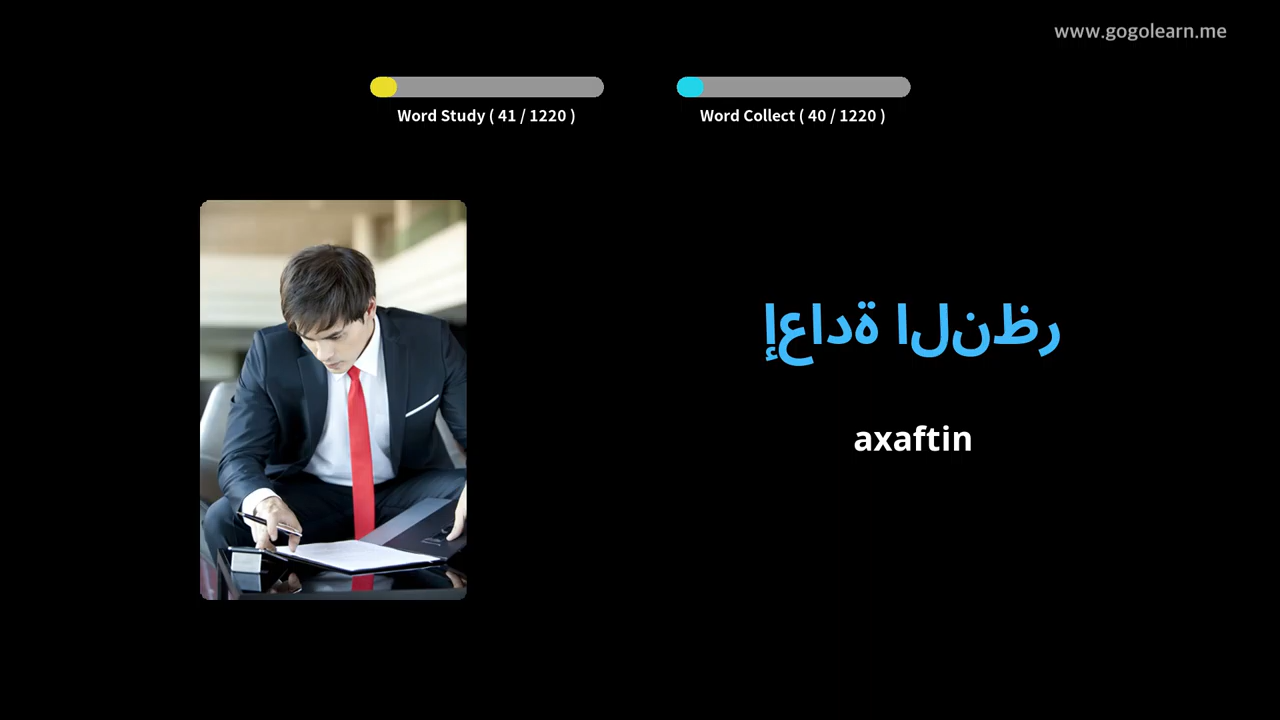 www.gogolearn.me
Word Study ( 41 / 1220 )
Word Collect ( 40 / 1220 )
إعادة النظر
axaftin